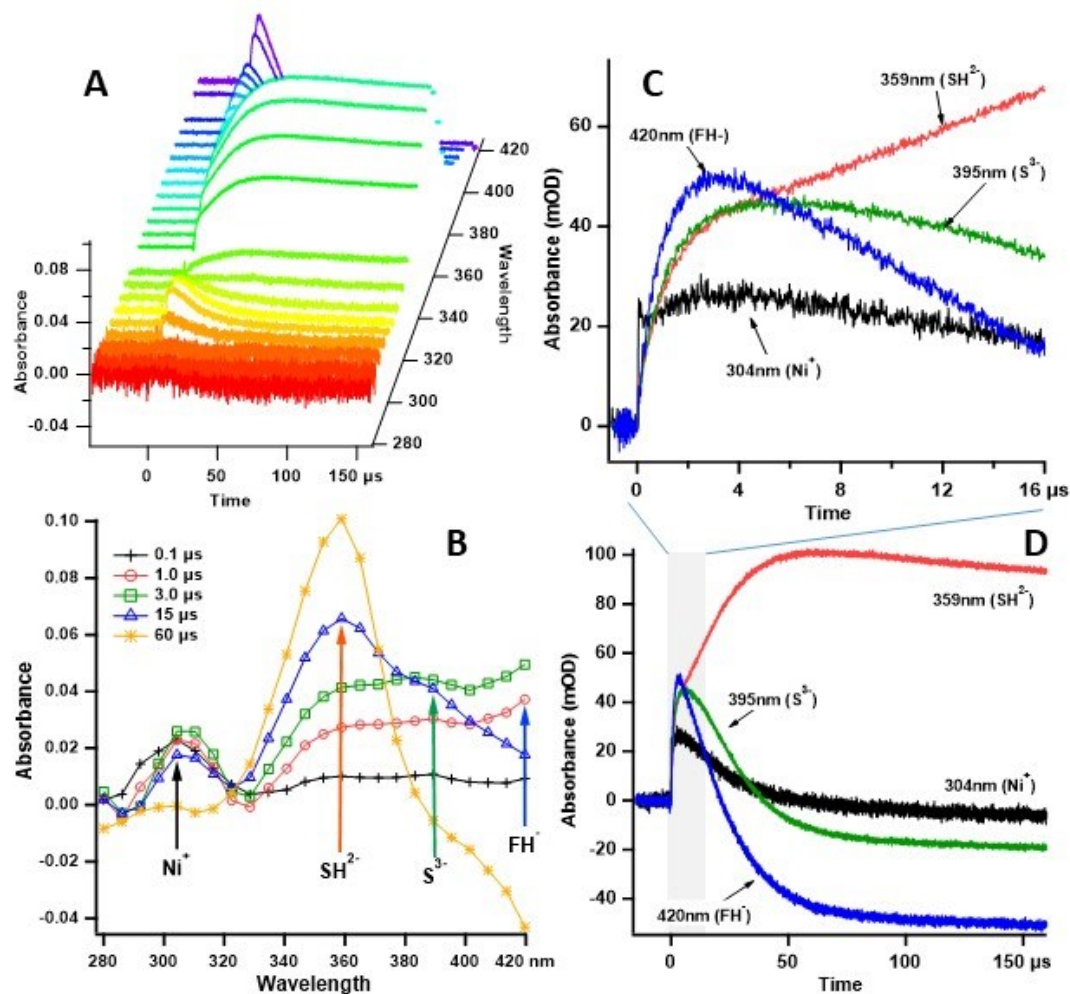 A
Absorbance
0.08
0.04
0.00
-0.04
0
50
100
150 µs
Time
420
400
380
360
340
320
300
280
Wavelength
C
Absorbance (mOD)
60
40
20
0
359nm (SH²⁻)
420nm (FH-)
395nm (S³⁻)
304nm (Ni⁺)
0
4
8
12
16 µs
Time
B
Absorbance
0.10
0.08
0.06
0.04
0.02
0.00
-0.02
-0.04
0.1 µs
1.0 µs
3.0 µs
15 µs
60 µs
Ni⁺
SH²⁻
S³⁻
FH⁻
280
300
320
340
360
380
400
420 nm
Wavelength
D
Absorbance (mOD)
100
80
60
40
20
0
-20
-40
359nm (SH²⁻)
395nm (S³⁻)
304nm (Ni⁺)
420nm (FH⁻)
0
50
100
150 µs
Time